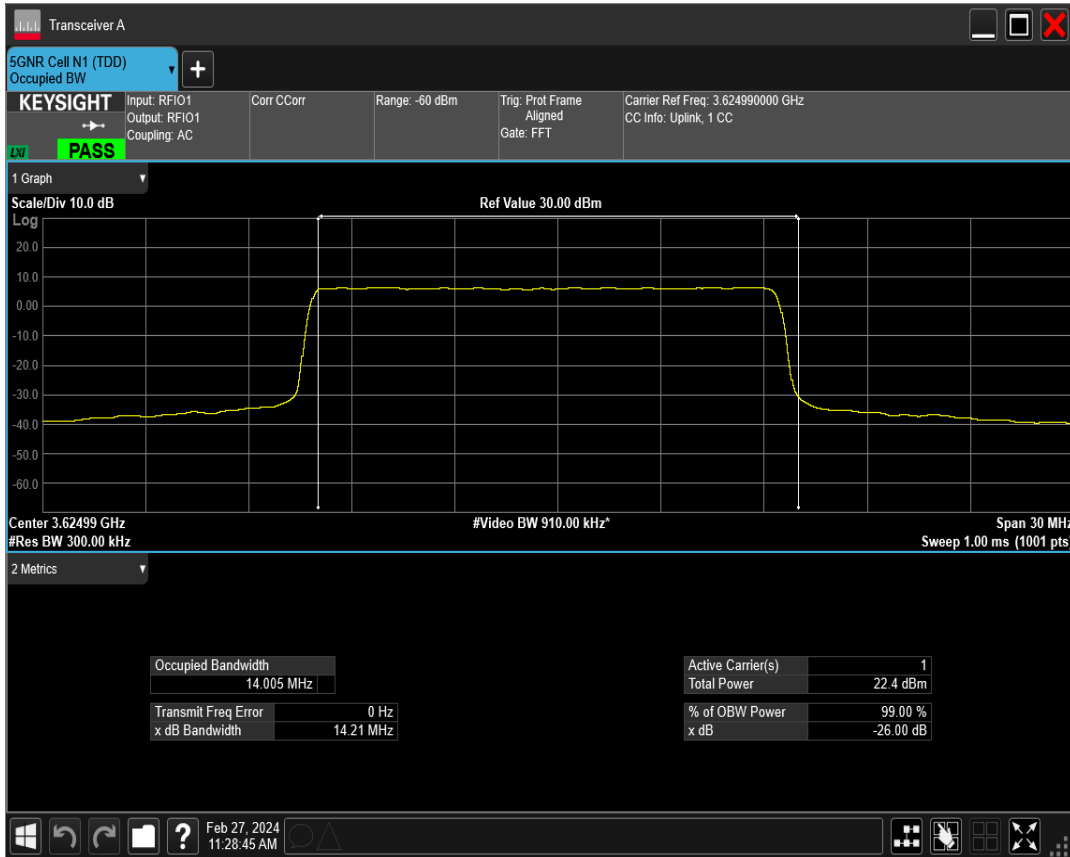 Transceiver A
5GNR Cell N1 (TDD)
Occupied BW
KEYSIGHT
LXI
PASS
Input: RFIO1
Output: RFIO1
Coupling: AC
Corr CCorr
Range: -60 dBm
Trig: Prot Frame
Aligned
Gate: FFT
Carrier Ref Freq: 3.624990000 GHz
CC Info: Uplink, 1 CC
1 Graph
Scale/Div 10.0 dB
Ref Value 30.00 dBm
Log
20.0
10.0
0.00
-10.0
-20.0
-30.0
-40.0
-50.0
-60.0
Center 3.62499 GHz
#Video BW 910.00 kHz*
Span 30 MHz
#Res BW 300.00 kHz
Sweep 1.00 ms (1001 pts)
2 Metrics
Occupied Bandwidth
14.005 MHz
Transmit Freq Error 0 Hz
x dB Bandwidth 14.21 MHz
Active Carrier(s) 1
Total Power 22.4 dBm
% of OBW Power 99.00 %
x dB -26.00 dB
?
Feb 27, 2024
11:28:45 AM